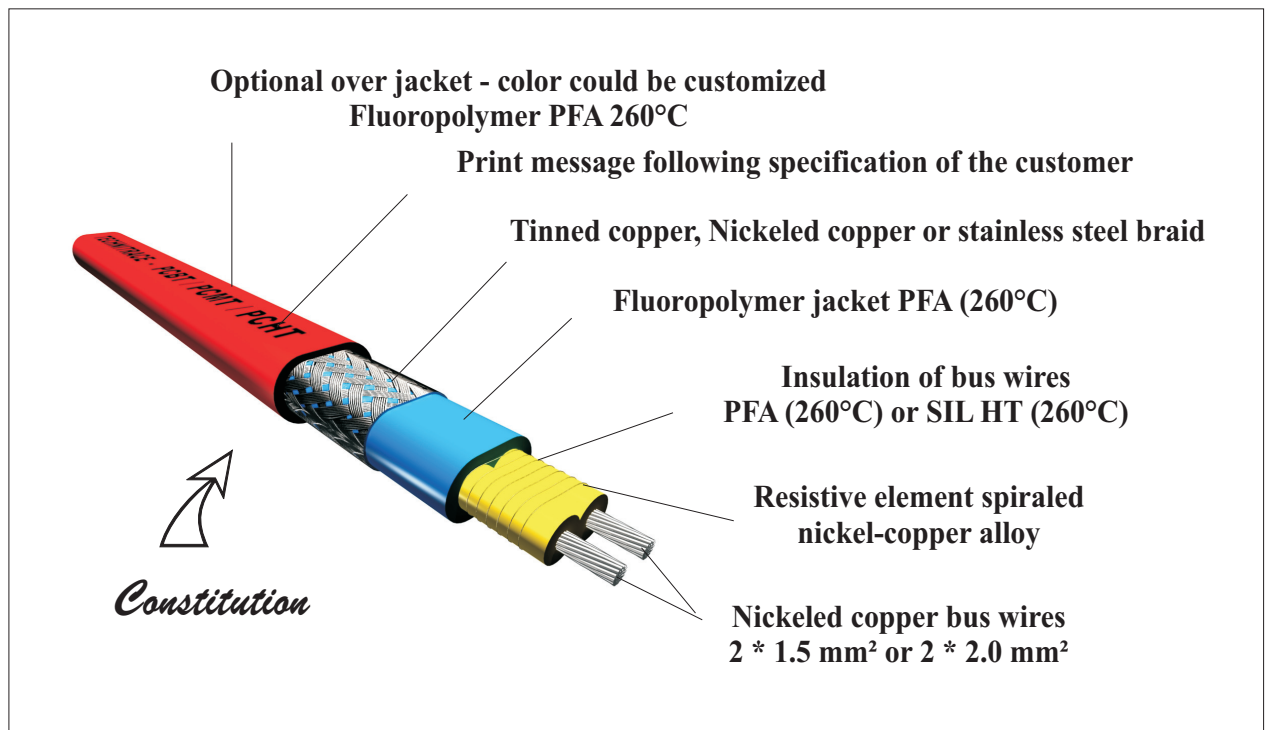 Optional over jacket - color could be customized
Fluoropolymer PFA 260°C
Print message following specification of the customer
Tinned copper, Nickeled copper or stainless steel braid
Fluoropolymer jacket PFA (260°C)
TECHNITRACE - PCBT / PCMT / PCHT
Insulation of bus wires
PFA (260°C) or SIL HT (260°C)
Resistive element spiraled
nickel-copper alloy
Constitution
Nickeled copper bus wires
2 * 1.5 mm² or 2 * 2.0 mm²